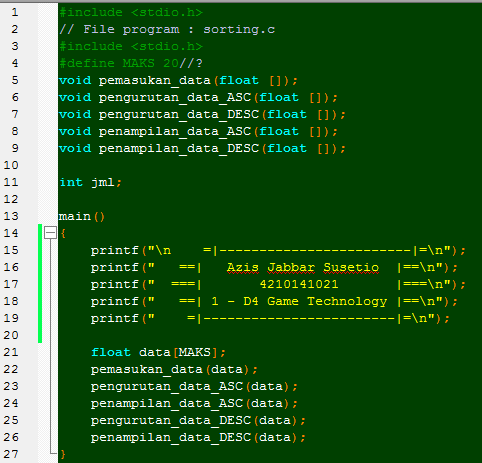 1 #include <stdio.h>
2 // File program : sorting.c
3 #include <stdio.h>
4 #define MAKS 20//?
5 void pemasukan_data(float []);
6 void pengurutan_data_ASC(float []);
7 void pengurutan_data_DESC(float []);
8 void penampilan_data_ASC(float []);
9 void penampilan_data_DESC(float []);
10
11 int jml;
12
13 main()
14 {
15     printf("\n    =|------------------------|=\n");
16     printf("   ==|   Azis Jabbar Susetio  |==\n");
17     printf("  ===|       4210141021       |===\n");
18     printf("   ==| 1 - D4 Game Technology |==\n");
19     printf("    =|------------------------|=\n");
20
21     float data[MAKS];
22     pemasukan_data(data);
23     pengurutan_data_ASC(data);
24     penampilan_data_ASC(data);
25     pengurutan_data_DESC(data);
26     penampilan_data_DESC(data);
27 }